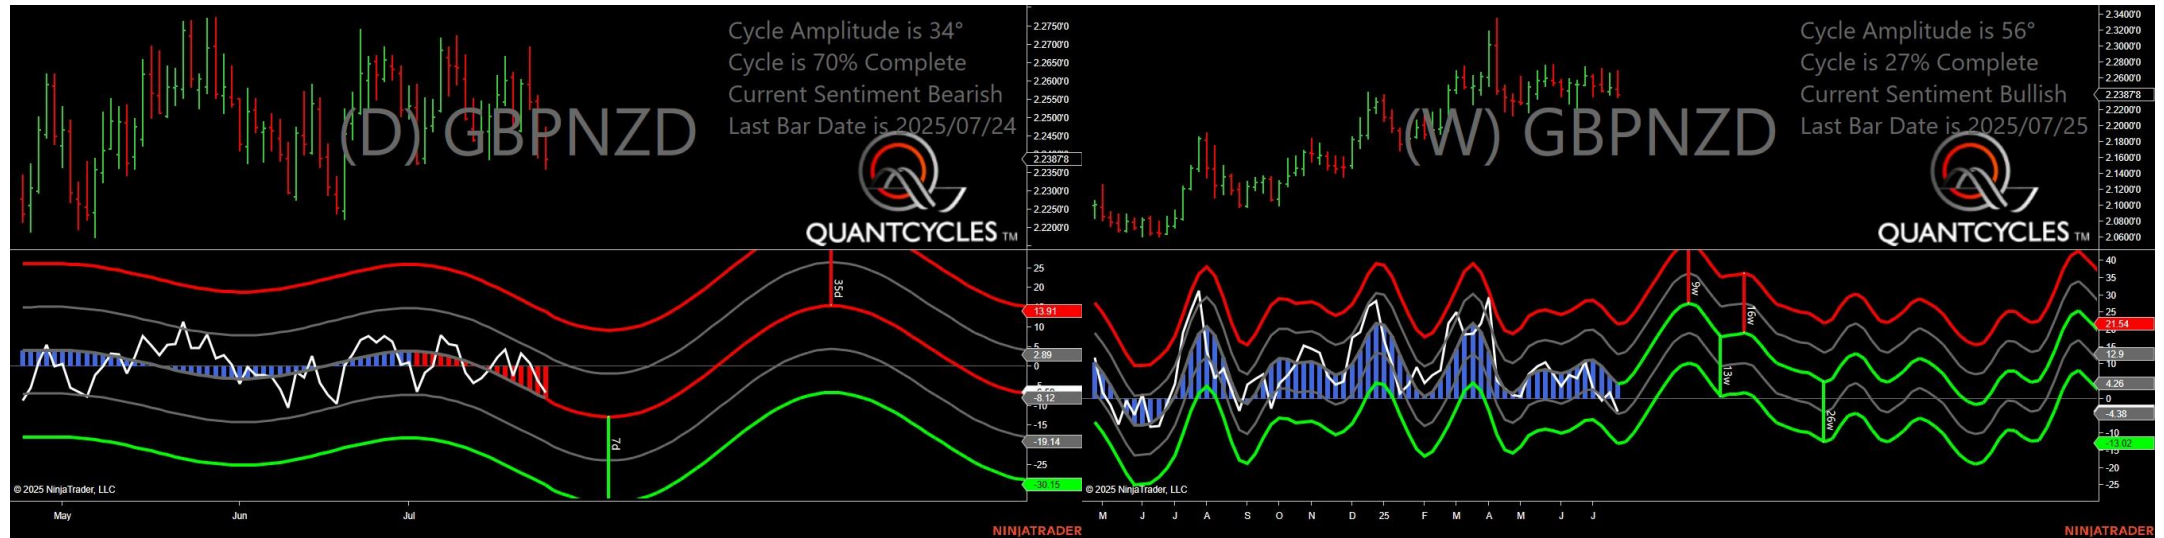 Cycle Amplitude is 34°
Cycle is 70% Complete
Current Sentiment Bearish
Last Bar Date is 2025/07/24
(D) GBPNZD
QUANTCYCLES TM
2.2750'0
2.2700'0
2.2650'0
2.2600'0
2.2550'0
2.2500'0
2.2450'0
2.2387'8
2.2350'0
2.2300'0
2.2250'0
2.2200'0
35d
7d
25
20
13.91
10
5
2.89
0
-8.12
-10
-15
-19.14
-25
-30.15
© 2025 NinjaTrader, LLC
May Jun Jul
NINJATRADER
Cycle Amplitude is 56°
Cycle is 27% Complete
Current Sentiment Bullish
Last Bar Date is 2025/07/25
(W) GBPNZD
QUANTCYCLES TM
2.3400'0
2.3200'0
2.3000'0
2.2800'0
2.2600'0
2.2387'8
2.2200'0
2.2000'0
2.1800'0
2.1600'0
2.1400'0
2.1200'0
2.1000'0
2.0800'0
2.0600'0
9w
16w
13w
26w
40
35
30
25
21.54
15
12.9
10
4.26
0
-4.38
-10
-13.02
-15
-20
-25
© 2025 NinjaTrader, LLC
M J J A S O N D 25 F M A M J J
NINJATRADER